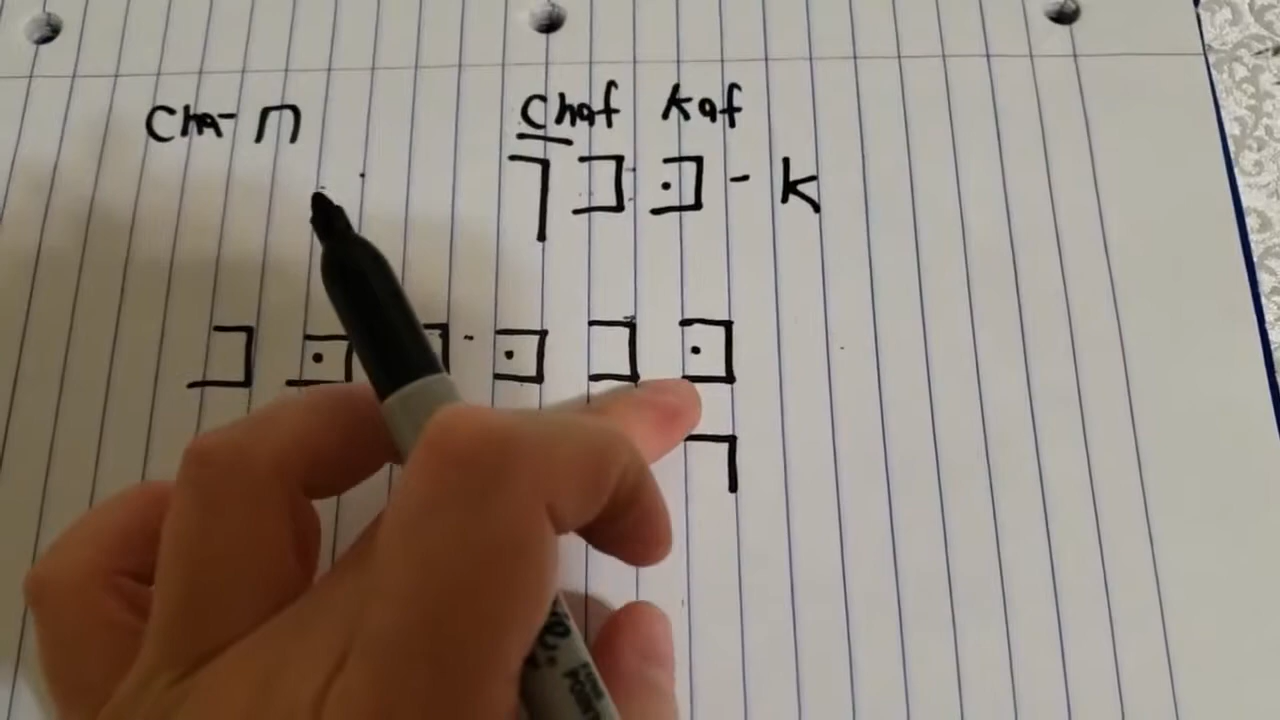 Cha- ח Chaf Kaf
K - כּ כ ך
כּ כ כּ כ כּ כ